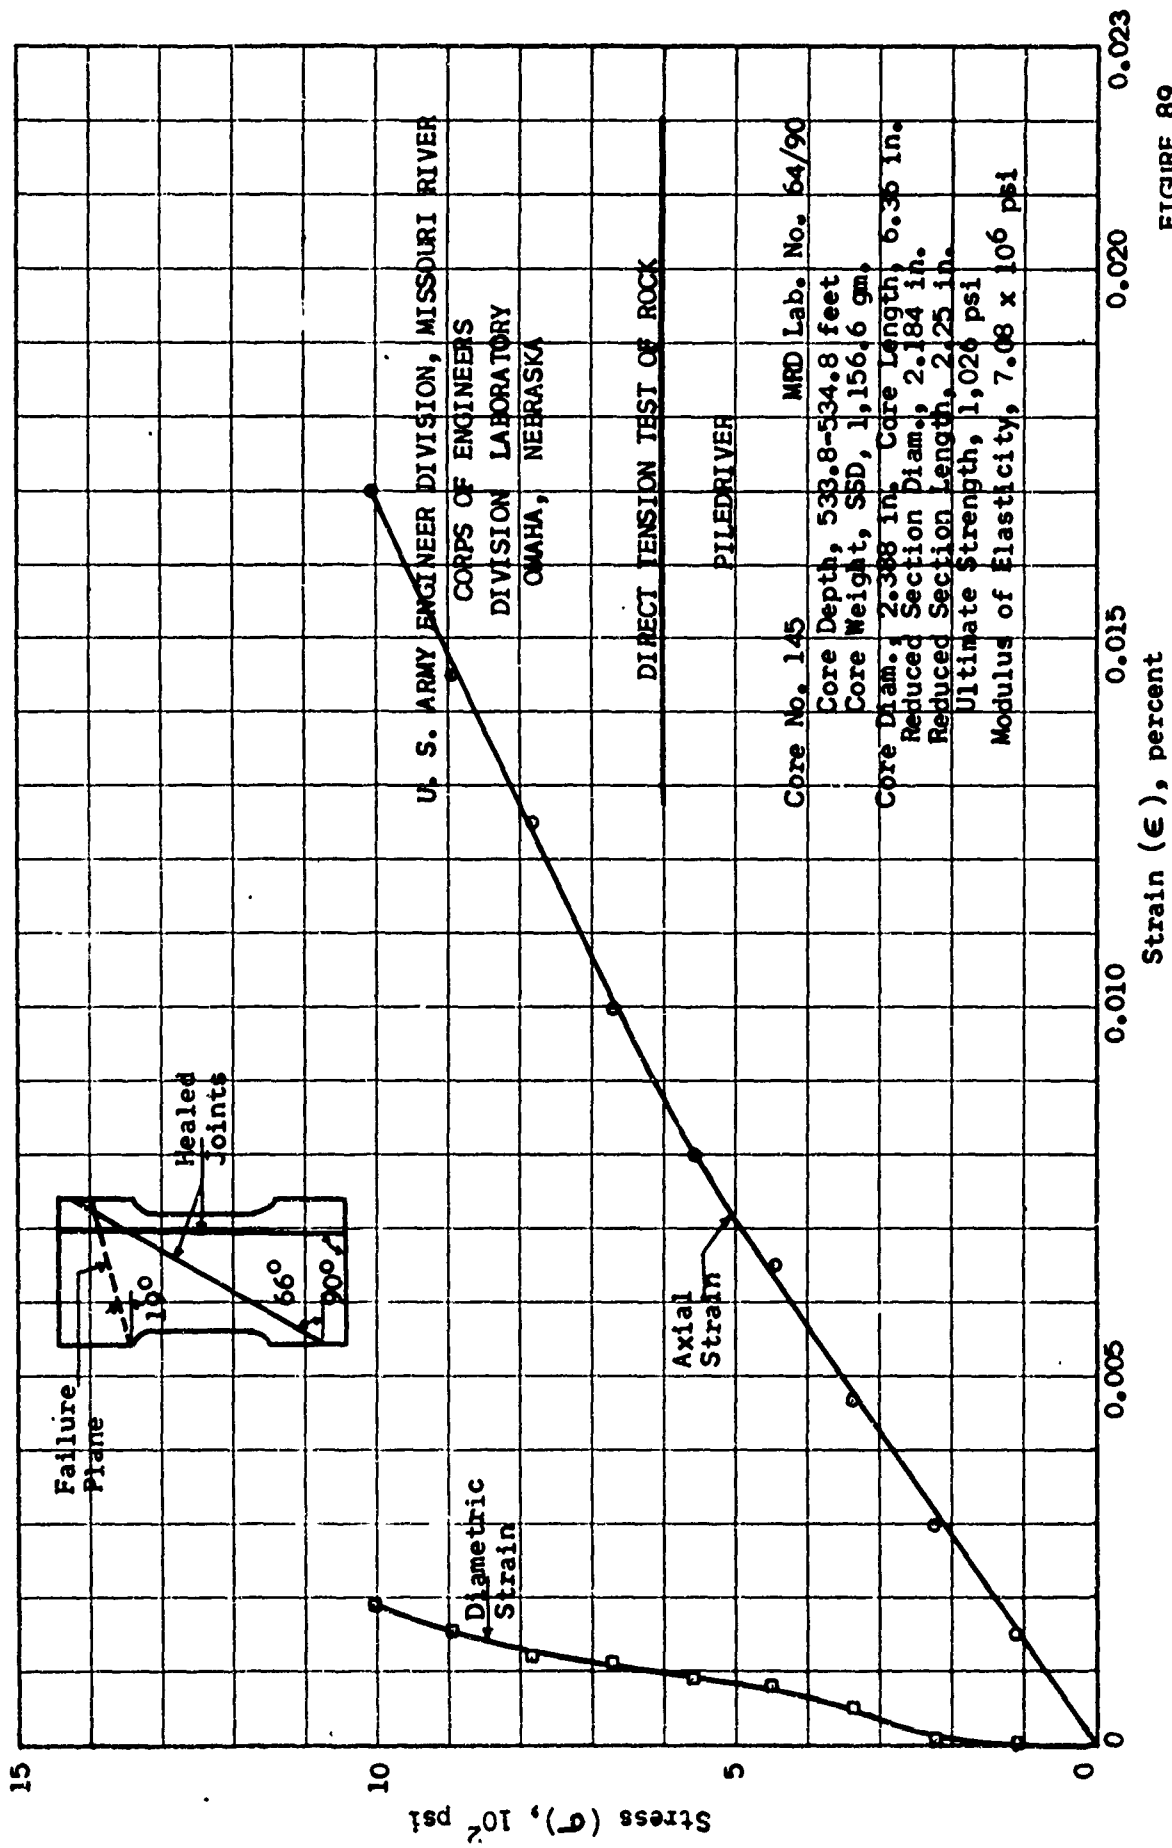 U. S. ARMY ENGINEER DIVISION, MISSOURI RIVER
CORPS OF ENGINEERS
DIVISION LABORATORY
OMAHA, NEBRASKA
DIRECT TENSION TEST OF ROCK
PILEDRIVER
Core No. 145 MRD Lab. No. 64/90
Core Depth, 533.8-534.8 feet
Core Weight, SSD, 1,156.6 gm.
Core Diam., 2.388 in. Core Length, 6.36 in.
Reduced Section Diam., 2.184 in.
Reduced Section Length, 2.25 in.
Ultimate Strength, 1,026 psi
Modulus of Elasticity, 7.08 x 10⁶ psi
Failure
Plane
Healed
Joints
10°
66°
90°
Diametric
Strain
Axial
Strain
Stress (σ), 10² psi
15
10
5
0
0
0.005
0.010
0.015
0.020
0.023
Strain (ϵ), percent
FIGURE 89